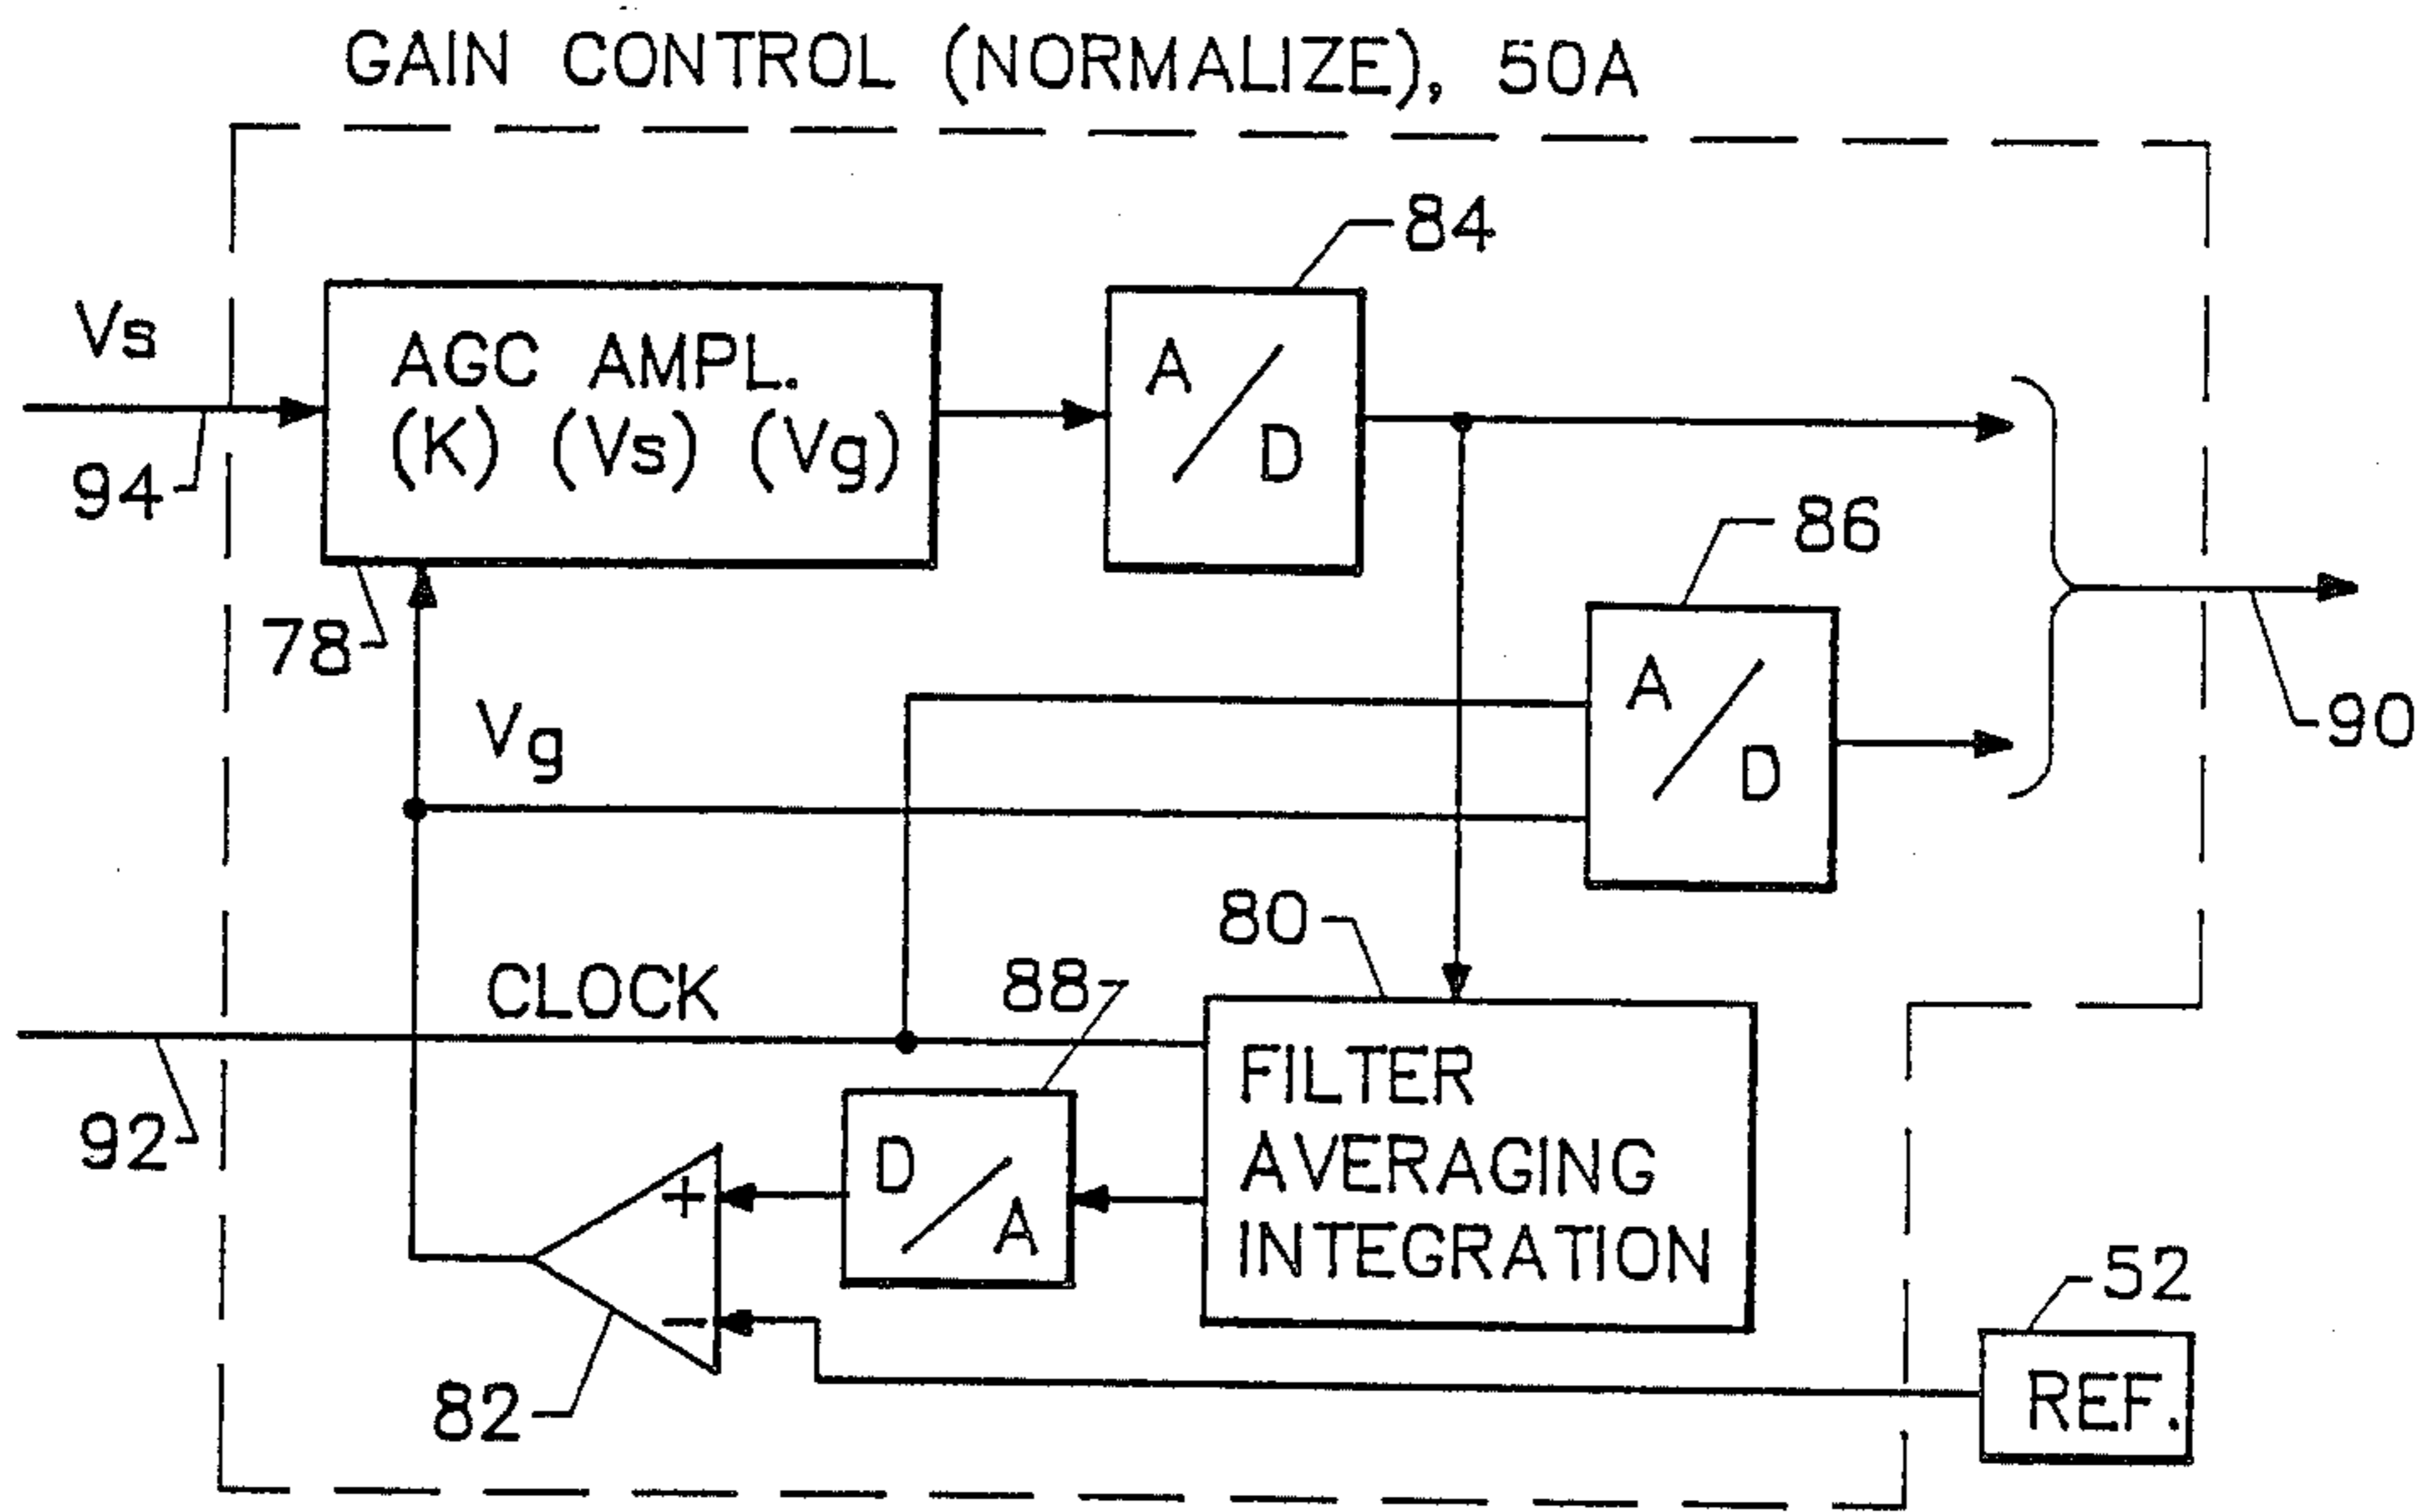 GAIN CONTROL (NORMALIZE), 50A
84
Vs
AGC AMPL.
(K) (Vs) (Vg)
A/D
94
86
78
A/D
Vg
90
80
CLOCK
88
92
FILTER
AVERAGING
INTEGRATION
D/A
+
−
82
52
REF.